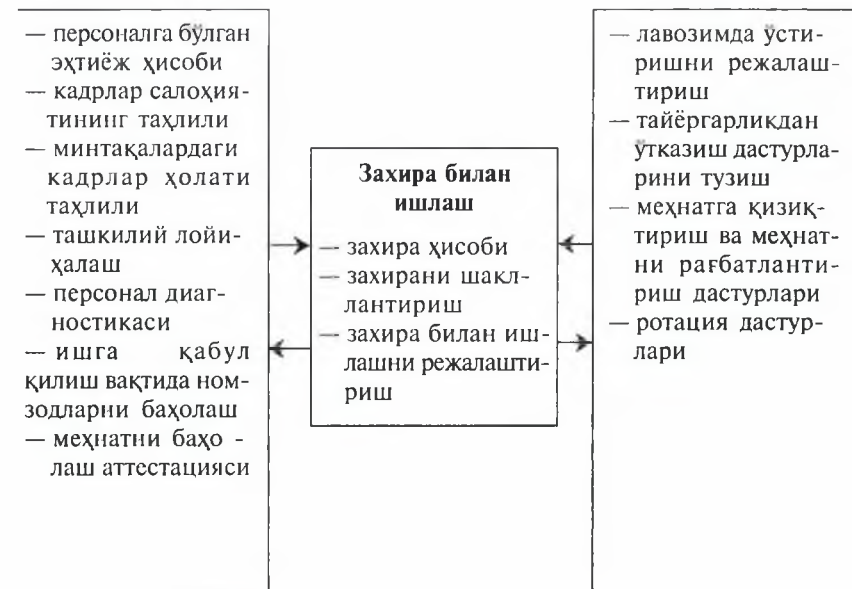 — персоналга бўлган
эҳтиёж ҳисоби
— кадрлар салоҳия-
тининг таҳлили
— минтақалардаги
кадрлар ҳолати
таҳлили
— ташкилий лойи-
ҳалаш
— персонал диаг-
ностикаси
— ишга қабул
қилиш вақтида ном-
зодларни баҳолаш
— меҳнатни баҳо -
лаш аттестацияси
Захира билан
ишлаш
— захира ҳисоби
— захирани шакл-
лантириш
— захира билан иш-
лашни режалашти-
риш
— лавозимда ўсти-
ришни режалаш-
тириш
— тайёргарликдан
ўтказиш дастурла-
рини тузиш
— меҳнатга қизиқ-
тириш ва меҳнат-
ни рағбатланти-
риш дастурлари
— ротация дастур-
лари